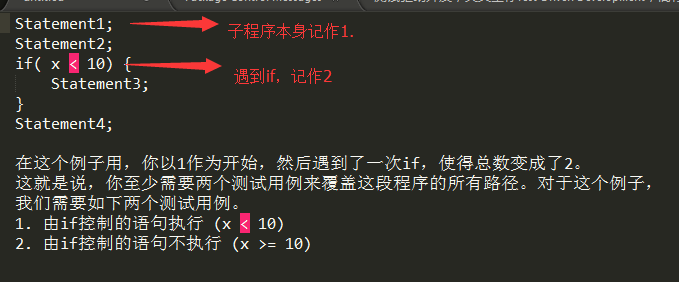 Statement1;
子程序本身记作1.
Statement2;
if( x < 10) {
遇到if，记作2
Statement3;
}
Statement4;
在这个例子用，你以1作为开始，然后遇到了一次if，使得总数变成了2。
这就是说，你至少需要两个测试用例来覆盖这段程序的所有路径。对于这个例子，
我们需要如下两个测试用例。
1. 由if控制的语句执行 (x < 10)
2. 由if控制的语句不执行 (x >= 10)